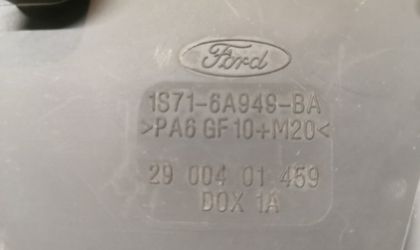 Ford
1S71-6A949-BA
>PA6 GF10+M20<
29 004 01 459
DOX 1A